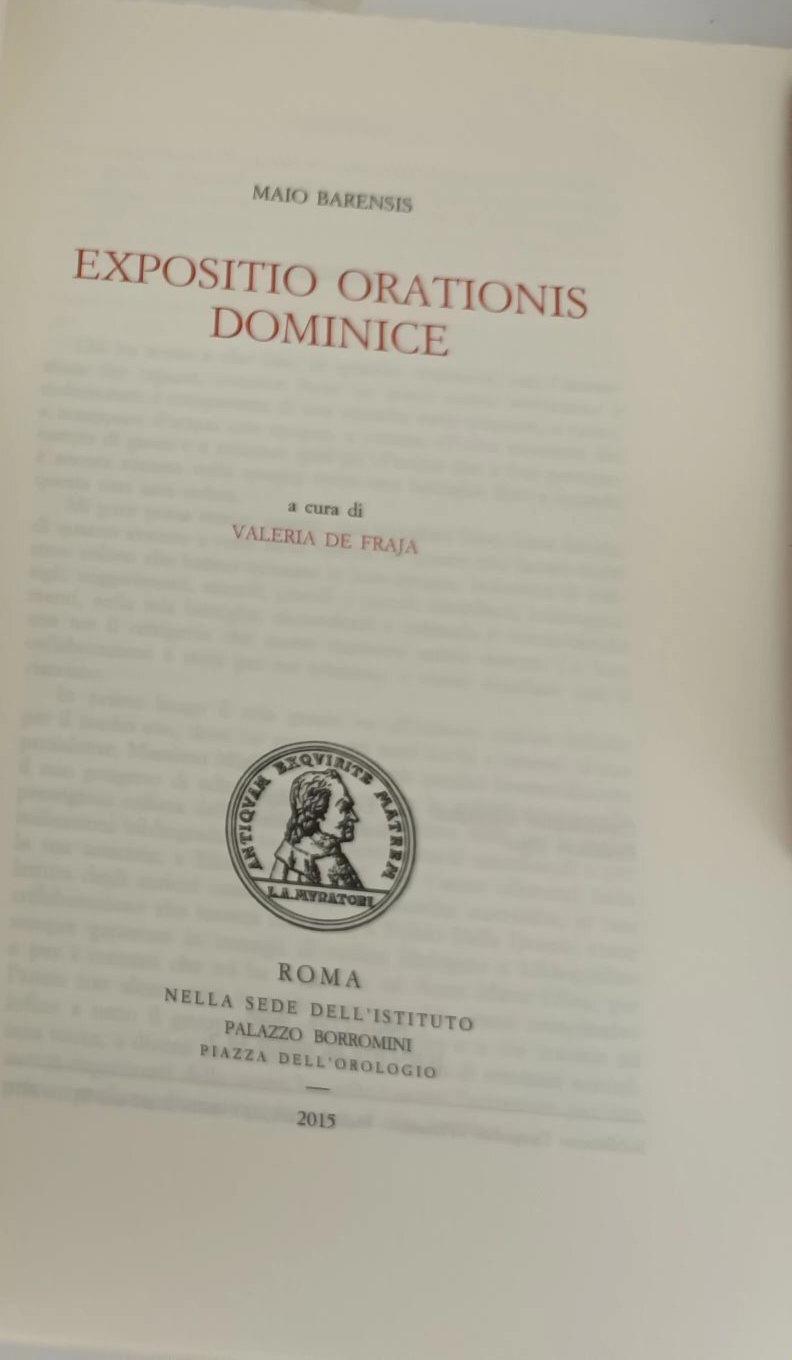 MAIO BARENSIS
EXPOSITIO ORATIONIS
DOMINICE
a cura di
VALERIA DE FRAJA
ANTIQVAM EXQVIRITE MATREM
L.A.MVRATORI
ROMA
NELLA SEDE DELL'ISTITUTO
PALAZZO BORROMINI
PIAZZA DELL'OROLOGIO
—
2015